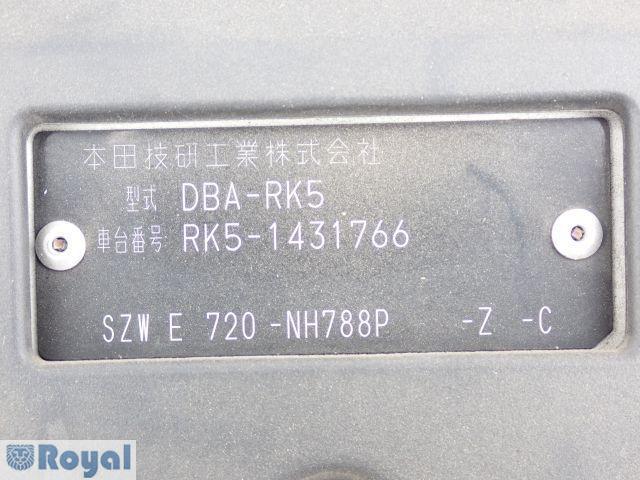 本田技研工業株式会社
型式 DBA-RK5
車台番号 RK5-1431766
SZW E 720 -NH788P -Z -C
Royal